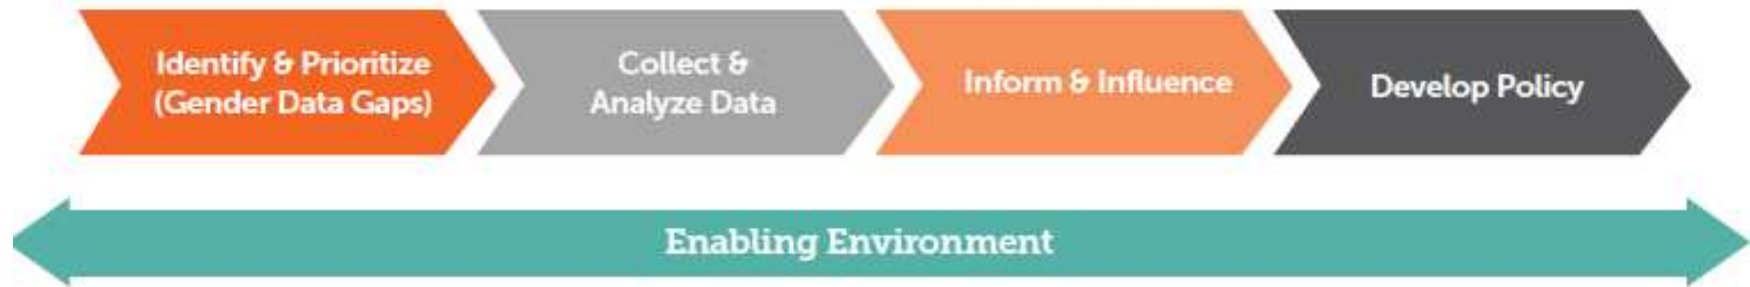 Identify & Prioritize
(Gender Data Gaps)
Collect &
Analyze Data
Inform & Influence
Develop Policy
Enabling Environment